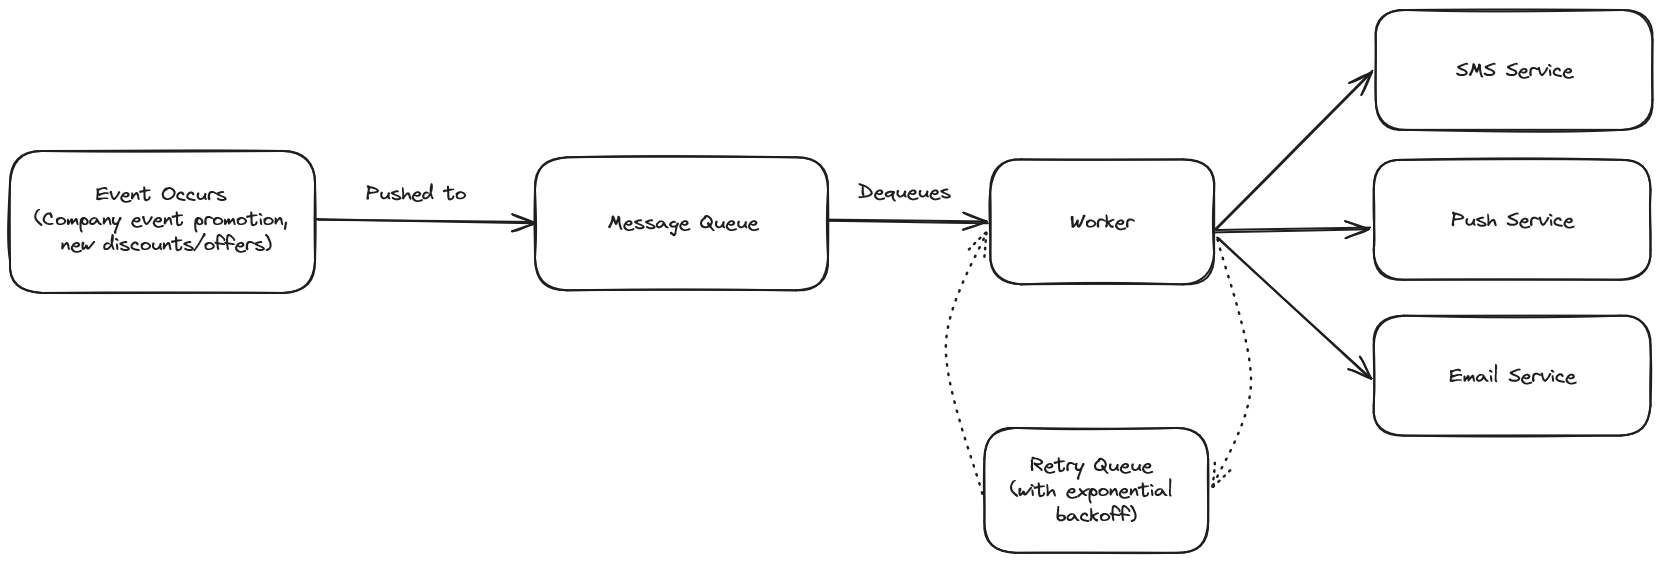 Event Occurs
(Company event promotion,
new discounts/offers)
Pushed to
Message Queue
Dequeues
Worker
SMS Service
Push Service
Email Service
Retry Queue
(with exponential
backoff)